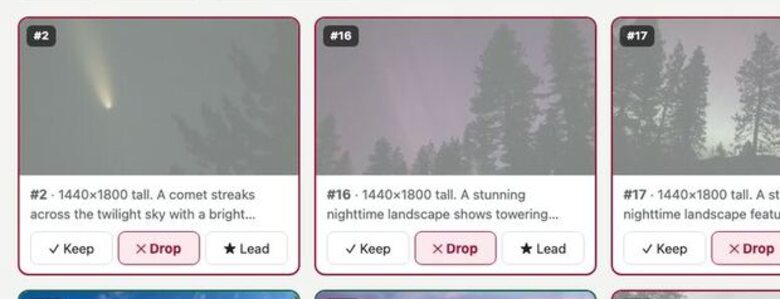 #2
#2 · 1440×1800 tall. A comet streaks
across the twilight sky with a bright...
✓ Keep
× Drop
★ Lead
#16
#16 · 1440×1800 tall. A stunning
nighttime landscape shows towering...
✓ Keep
× Drop
★ Lead
#17
#17 · 1440×1800 tall. A st
nighttime landscape featu
✓ Keep
× Drop